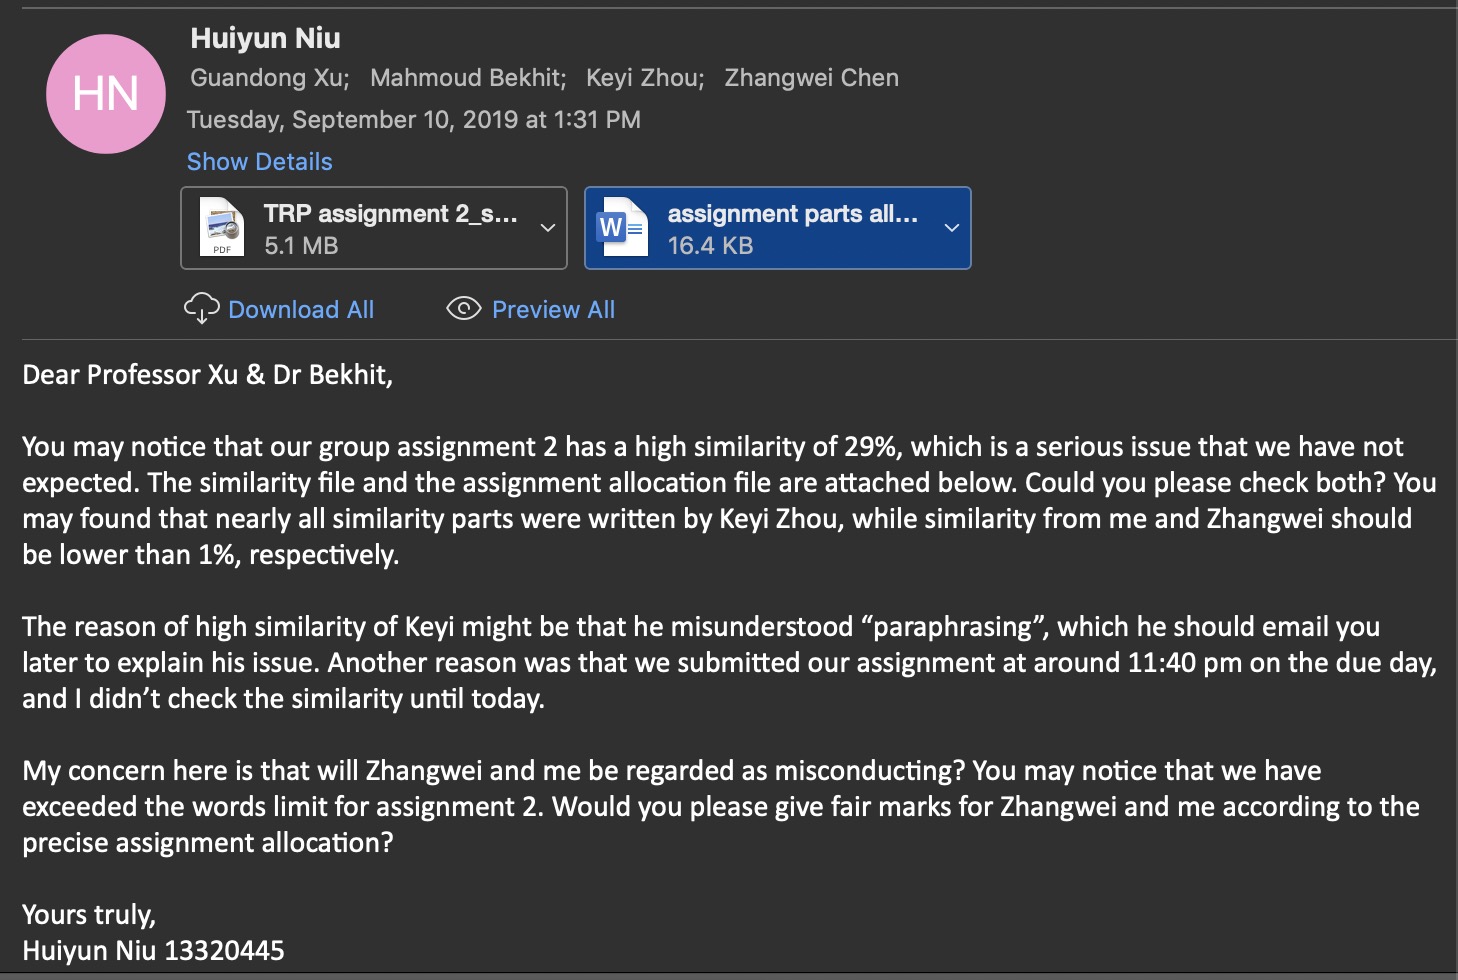 Huiyun Niu
HN
Guandong Xu; Mahmoud Bekhit; Keyi Zhou; Zhangwei Chen
Tuesday, September 10, 2019 at 1:31 PM
Show Details
TRP assignment 2_s...
PDF
5.1 MB
W
assignment parts all...
16.4 KB
Download All
Preview All
Dear Professor Xu & Dr Bekhit,
You may notice that our group assignment 2 has a high similarity of 29%, which is a serious issue that we have not
expected. The similarity file and the assignment allocation file are attached below. Could you please check both? You
may found that nearly all similarity parts were written by Keyi Zhou, while similarity from me and Zhangwei should
be lower than 1%, respectively.
The reason of high similarity of Keyi might be that he misunderstood “paraphrasing”, which he should email you
later to explain his issue. Another reason was that we submitted our assignment at around 11:40 pm on the due day,
and I didn’t check the similarity until today.
My concern here is that will Zhangwei and me be regarded as misconducting? You may notice that we have
exceeded the words limit for assignment 2. Would you please give fair marks for Zhangwei and me according to the
precise assignment allocation?
Yours truly,
Huiyun Niu 13320445